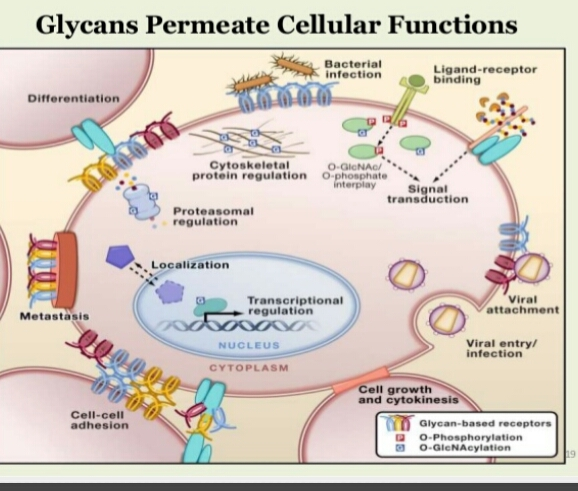 Glycans Permeate Cellular Functions
Bacterial
infection
Ligand-receptor
binding
Differentiation
Cytoskeletal
protein regulation
O-GlcNAc/
O-phosphate
interplay
Signal
transduction
Proteasomal
regulation
Localization
Transcriptional
regulation
NUCLEUS
CYTOPLASM
Metastasis
Viral
attachment
Viral entry/
infection
Cell growth
and cytokinesis
Cell-cell
adhesion
Glycan-based receptors
P O-Phosphorylation
G O-GlcNAcylation
19
P
P
P
P
P
G
G
G
G
G
G
G